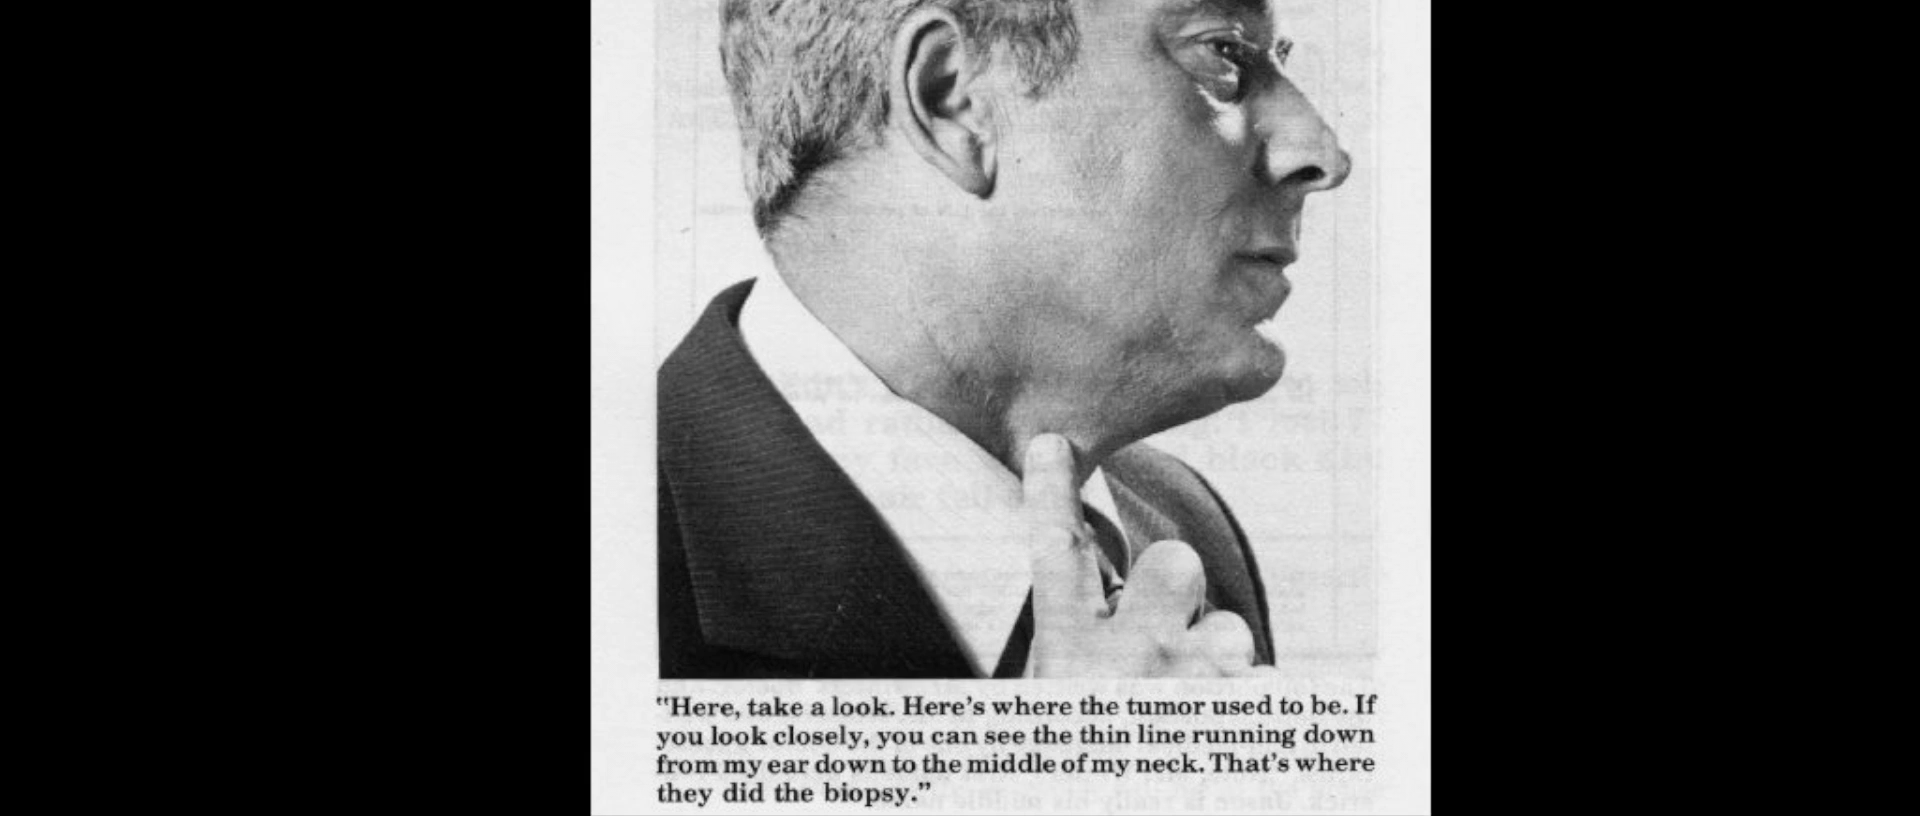 "Here, take a look. Here's where the tumor used to be. If
you look closely, you can see the thin line running down
from my ear down to the middle of my neck. That's where
they did the biopsy."